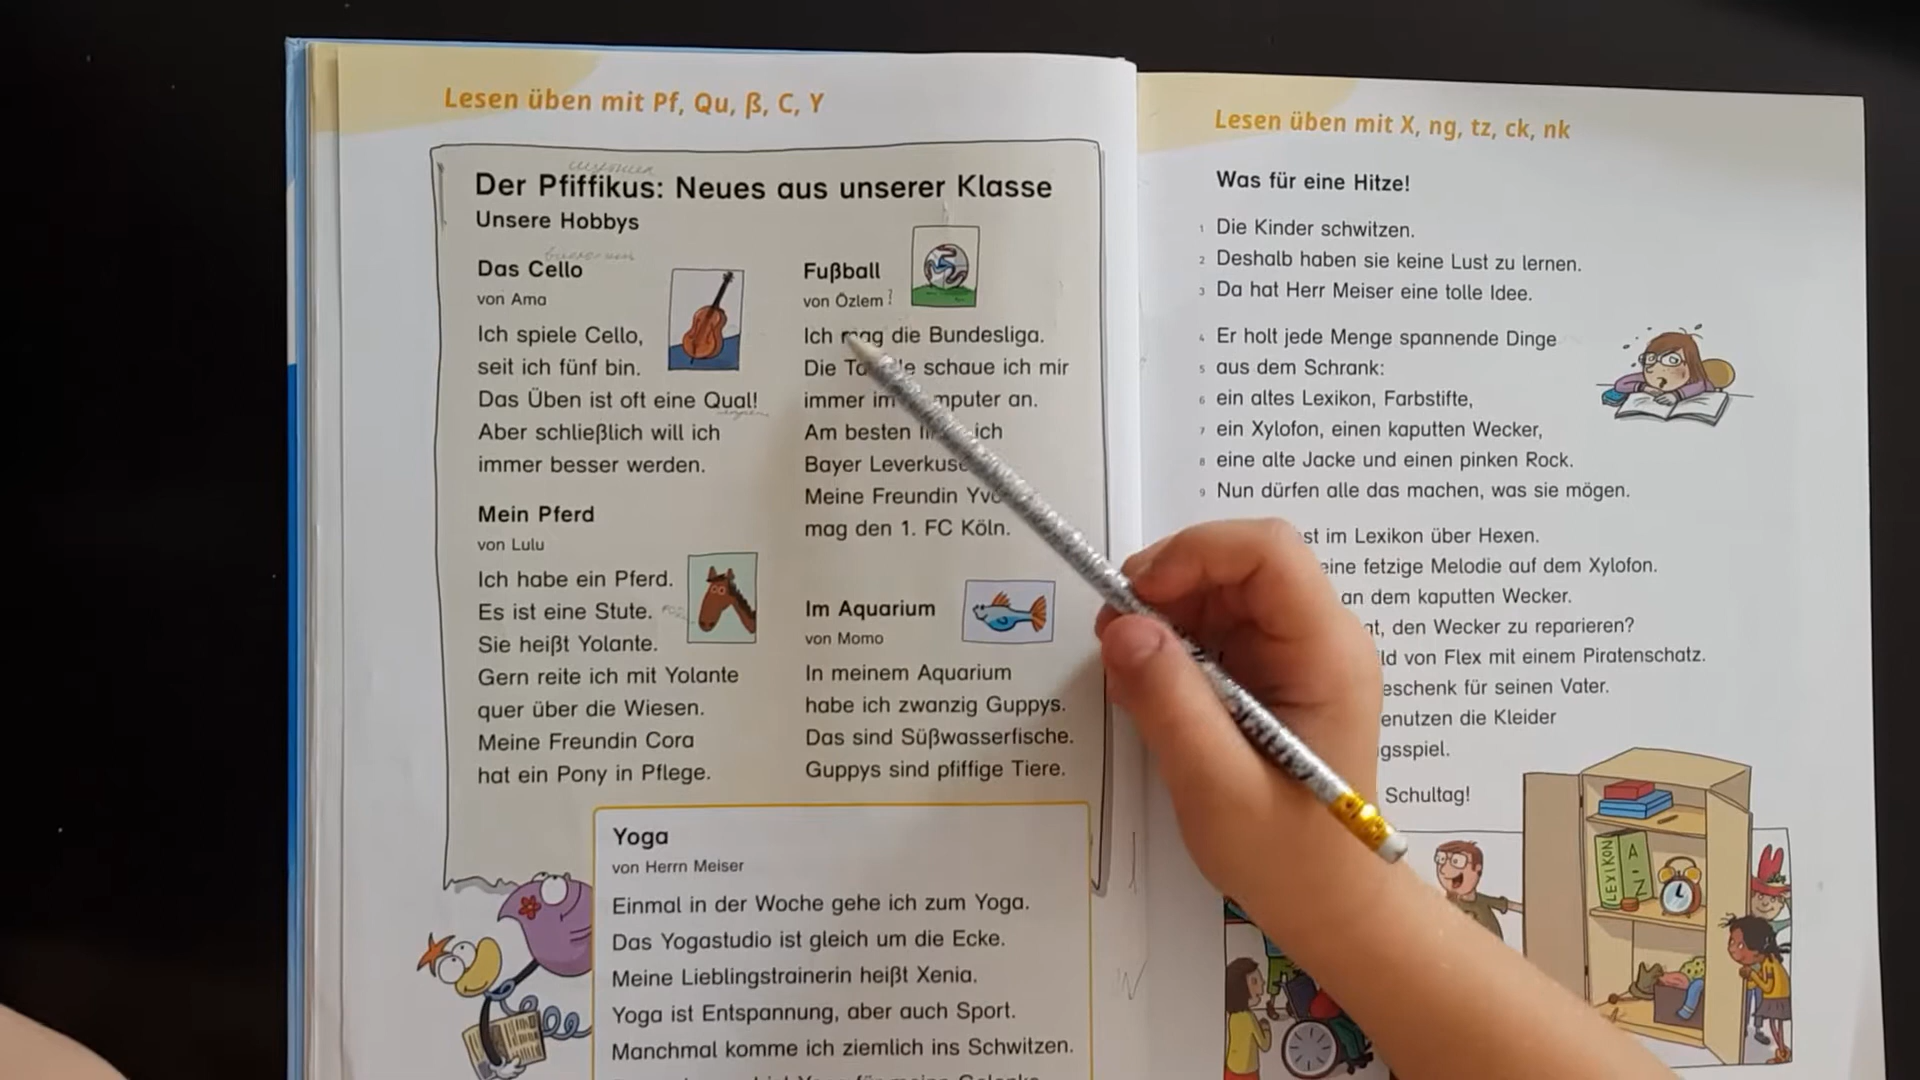 Lesen üben mit Pf, Qu, ß, C, Y
Der Pfiffikus: Neues aus unserer Klasse
Unsere Hobbys
Das Cello
von Ama
Ich spiele Cello,
seit ich fünf bin.
Das Üben ist oft eine Qual!
Aber schließlich will ich
immer besser werden.
Mein Pferd
von Lulu
Ich habe ein Pferd.
Es ist eine Stute.
Sie heißt Yolante.
Gern reite ich mit Yolante
quer über die Wiesen.
Meine Freundin Cora
hat ein Pony in Pflege.
Fußball
von Özlem
Ich mag die Bundesliga.
Die schaue ich mir
immer im an.
Am besten ich
Bayer
Meine Freundin
mag den 1. FC Köln.
Im Aquarium
von Momo
In meinem Aquarium
habe ich zwanzig Guppys.
Das sind Süßwasserfische.
Guppys sind pfiffige Tiere.
Yoga
von Herrn Meiser
Einmal in der Woche gehe ich zum Yoga.
Das Yogastudio ist gleich um die Ecke.
Meine Lieblingstrainerin heißt Xenia.
Yoga ist Entspannung, aber auch Sport.
Manchmal komme ich ziemlich ins Schwitzen.
Lesen üben mit X, ng, tz, ck, nk
Was für eine Hitze!
1 Die Kinder schwitzen.
2 Deshalb haben sie keine Lust zu lernen.
3 Da hat Herr Meiser eine tolle Idee.
4 Er holt jede Menge spannende Dinge
5 aus dem Schrank:
6 ein altes Lexikon, Farbstifte,
7 ein Xylofon, einen kaputten Wecker,
8 eine alte Jacke und einen pinken Rock.
9 Nun dürfen alle das machen, was sie mögen.
im Lexikon über Hexen.
eine fetzige Melodie auf dem Xylofon.
an dem kaputten Wecker.
den Wecker zu reparieren?
von Flex mit einem Piratenschatz.
für seinen Vater.
die Kleider
Schultag!
LEXIKON
A
-
Z